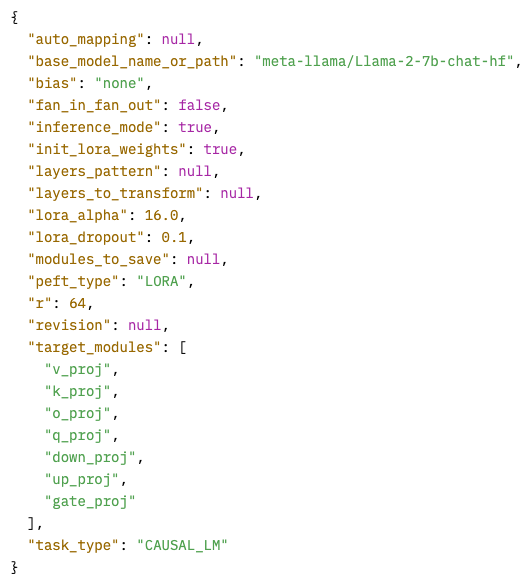 {
  "auto_mapping": null,
  "base_model_name_or_path": "meta-llama/Llama-2-7b-chat-hf",
  "bias": "none",
  "fan_in_fan_out": false,
  "inference_mode": true,
  "init_lora_weights": true,
  "layers_pattern": null,
  "layers_to_transform": null,
  "lora_alpha": 16.0,
  "lora_dropout": 0.1,
  "modules_to_save": null,
  "peft_type": "LORA",
  "r": 64,
  "revision": null,
  "target_modules": [
    "v_proj",
    "k_proj",
    "o_proj",
    "q_proj",
    "down_proj",
    "up_proj",
    "gate_proj"
  ],
  "task_type": "CAUSAL_LM"
}